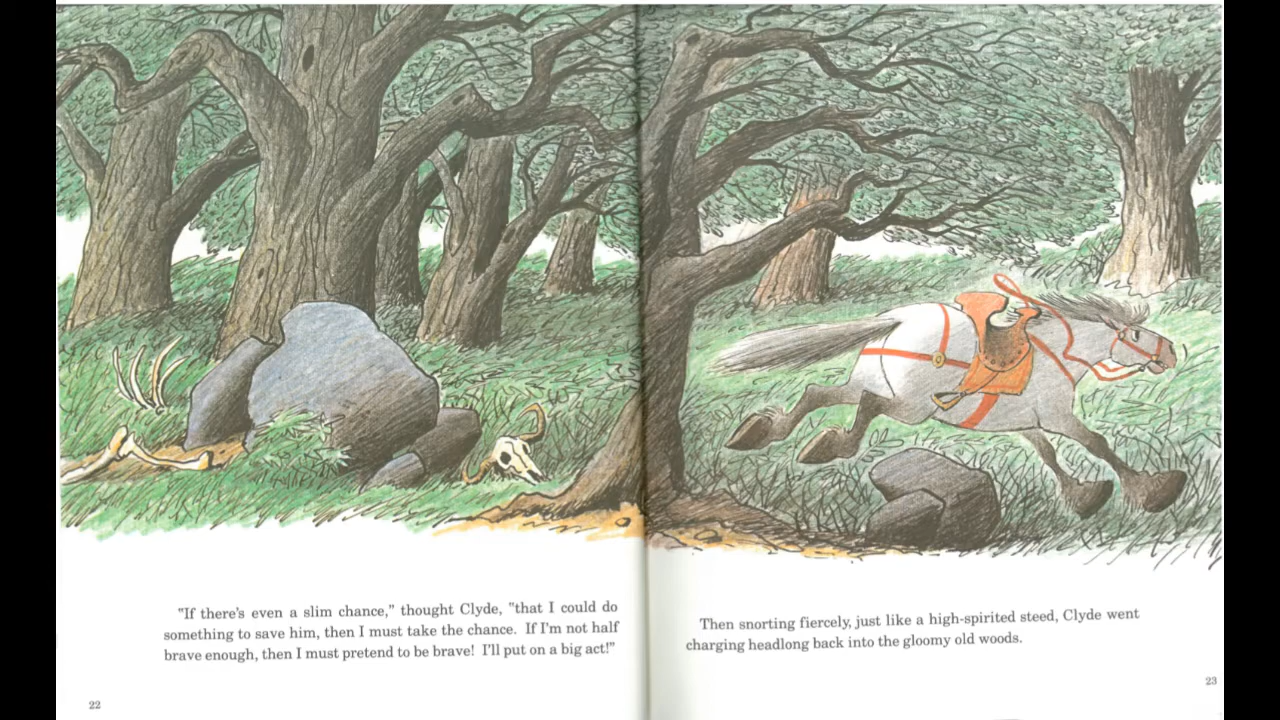 "If there's even a slim chance," thought Clyde, "that I could do
something to save him, then I must take the chance. If I'm not half
brave enough, then I must pretend to be brave! I'll put on a big act!"
22
Then snorting fiercely, just like a high-spirited steed, Clyde went
charging headlong back into the gloomy old woods.
23